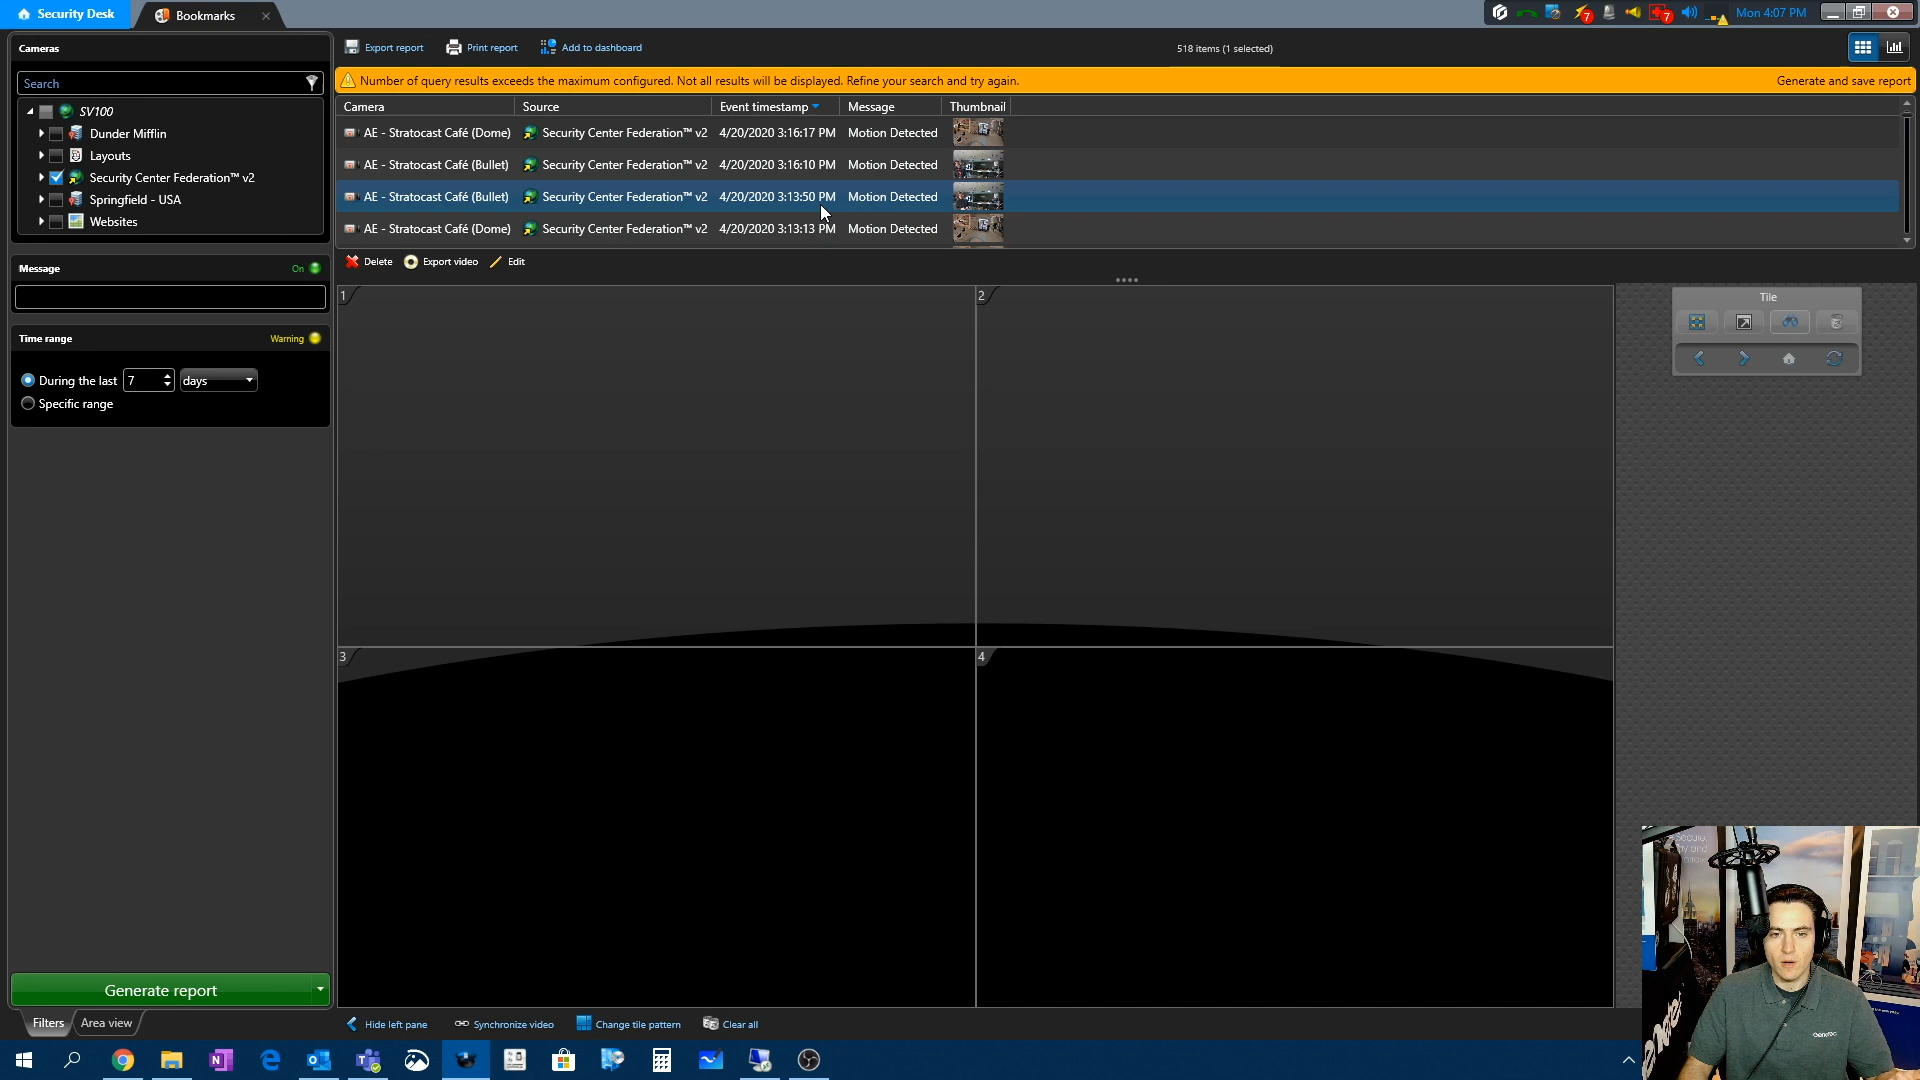 Security Desk
Bookmarks
Mon 4:07 PM
7
7
Cameras
Search
SV100
Dunder Mifflin
Layouts
Security Center Federation™ v2
Springfield - USA
Websites
Message
On
Time range
Warning
During the last 7 days
Specific range
Generate report
Filters
Area view
Export report
Print report
Add to dashboard
518 items (1 selected)
Number of query results exceeds the maximum configured. Not all results will be displayed. Refine your search and try again.
Generate and save report
Camera Source Event timestamp Message Thumbnail
AE - Stratocast Café (Dome) Security Center Federation™ v2 4/20/2020 3:16:17 PM Motion Detected
AE - Stratocast Café (Bullet) Security Center Federation™ v2 4/20/2020 3:16:10 PM Motion Detected
AE - Stratocast Café (Bullet) Security Center Federation™ v2 4/20/2020 3:13:50 PM Motion Detected
AE - Stratocast Café (Dome) Security Center Federation™ v2 4/20/2020 3:13:13 PM Motion Detected
Delete
Export video
Edit
1
2
3
4
Tile
Hide left pane
Synchronize video
Change tile pattern
Clear all
Genetec